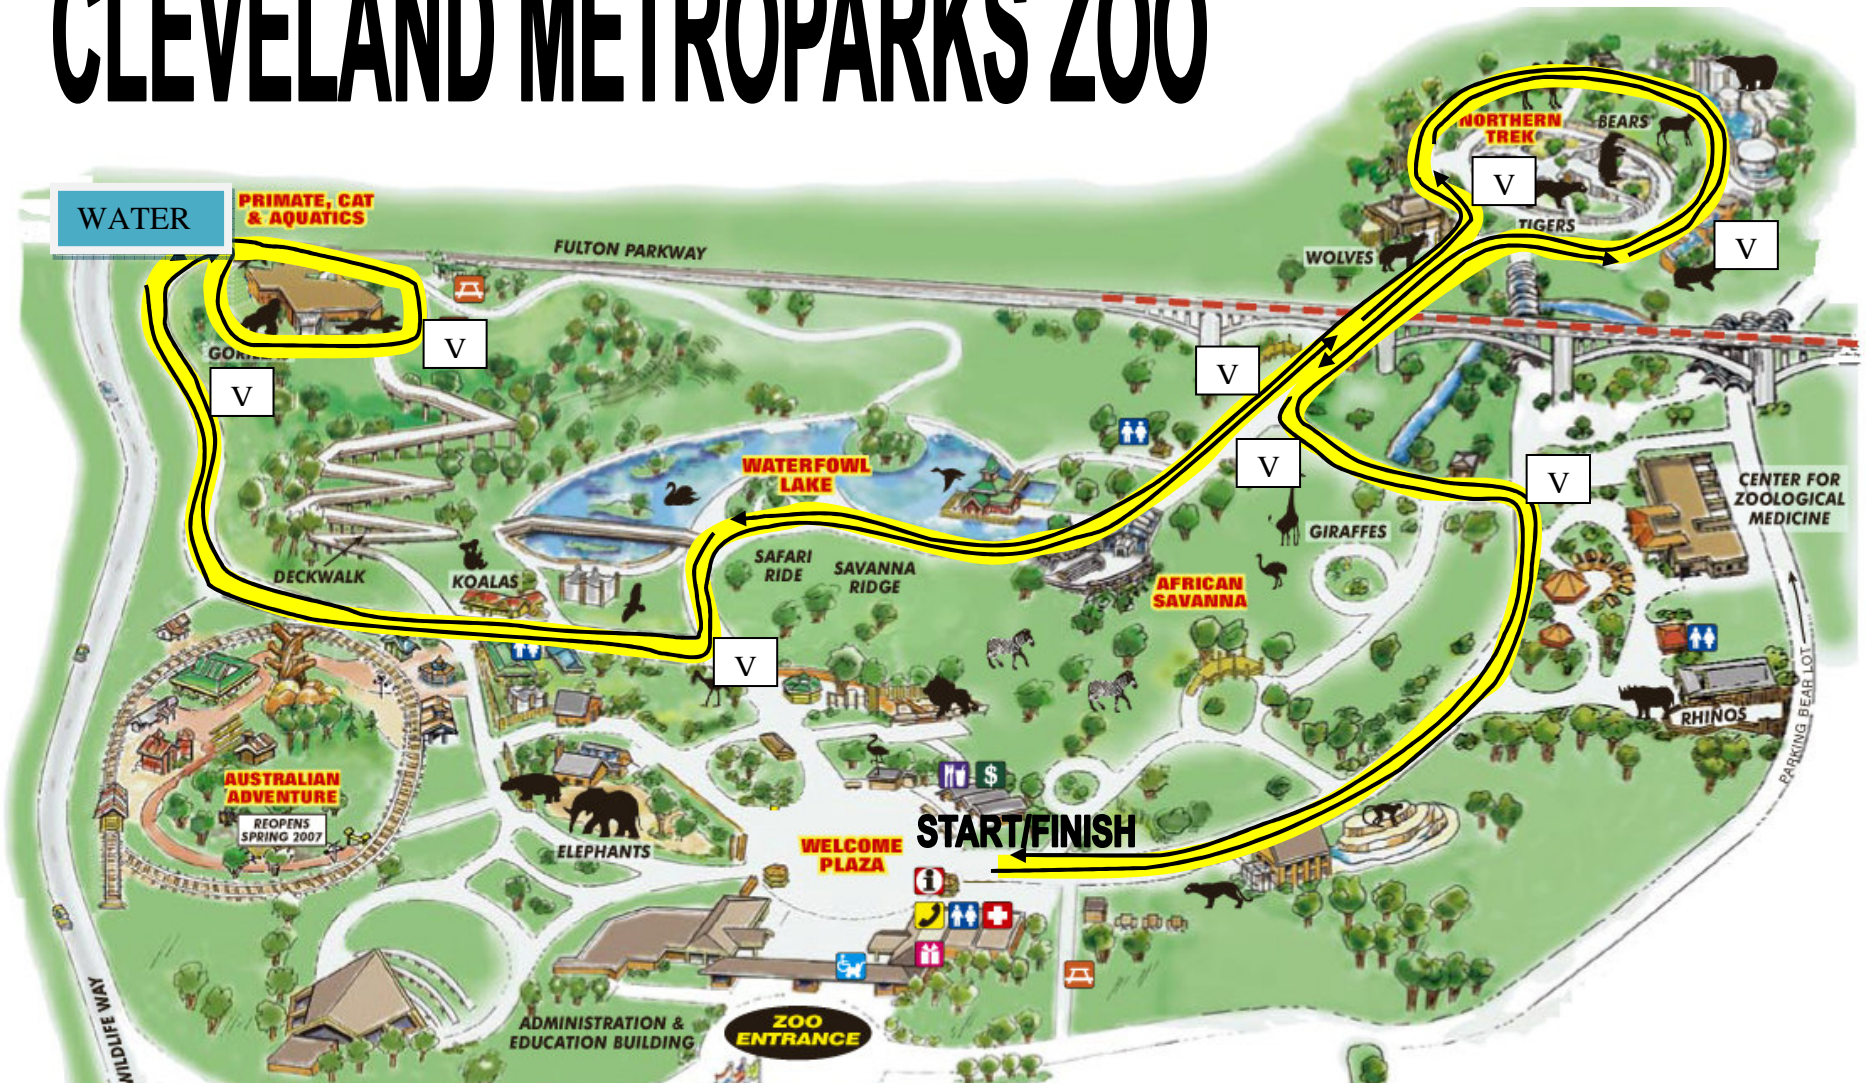 CLEVELAND METROPARKS ZOO
NORTHERN
TREK
BEARS
V
TIGERS
V
WOLVES
WATER
PRIMATE, CAT
& AQUATICS
FULTON PARKWAY
V
V
V
V
V
WATERFOWL
LAKE
CENTER FOR
ZOOLOGICAL
MEDICINE
GIRAFFES
SAFARI
RIDE
SAVANNA
RIDGE
DECKWALK
KOALAS
AFRICAN
SAVANNA
V
RHINOS
PARKING BEAR LOT
AUSTRALIAN
ADVENTURE
REOPENS
SPRING 2007
$
ELEPHANTS
WELCOME
PLAZA
START/FINISH
i
WILDLIFE WAY
ADMINISTRATION &
EDUCATION BUILDING
ZOO
ENTRANCE